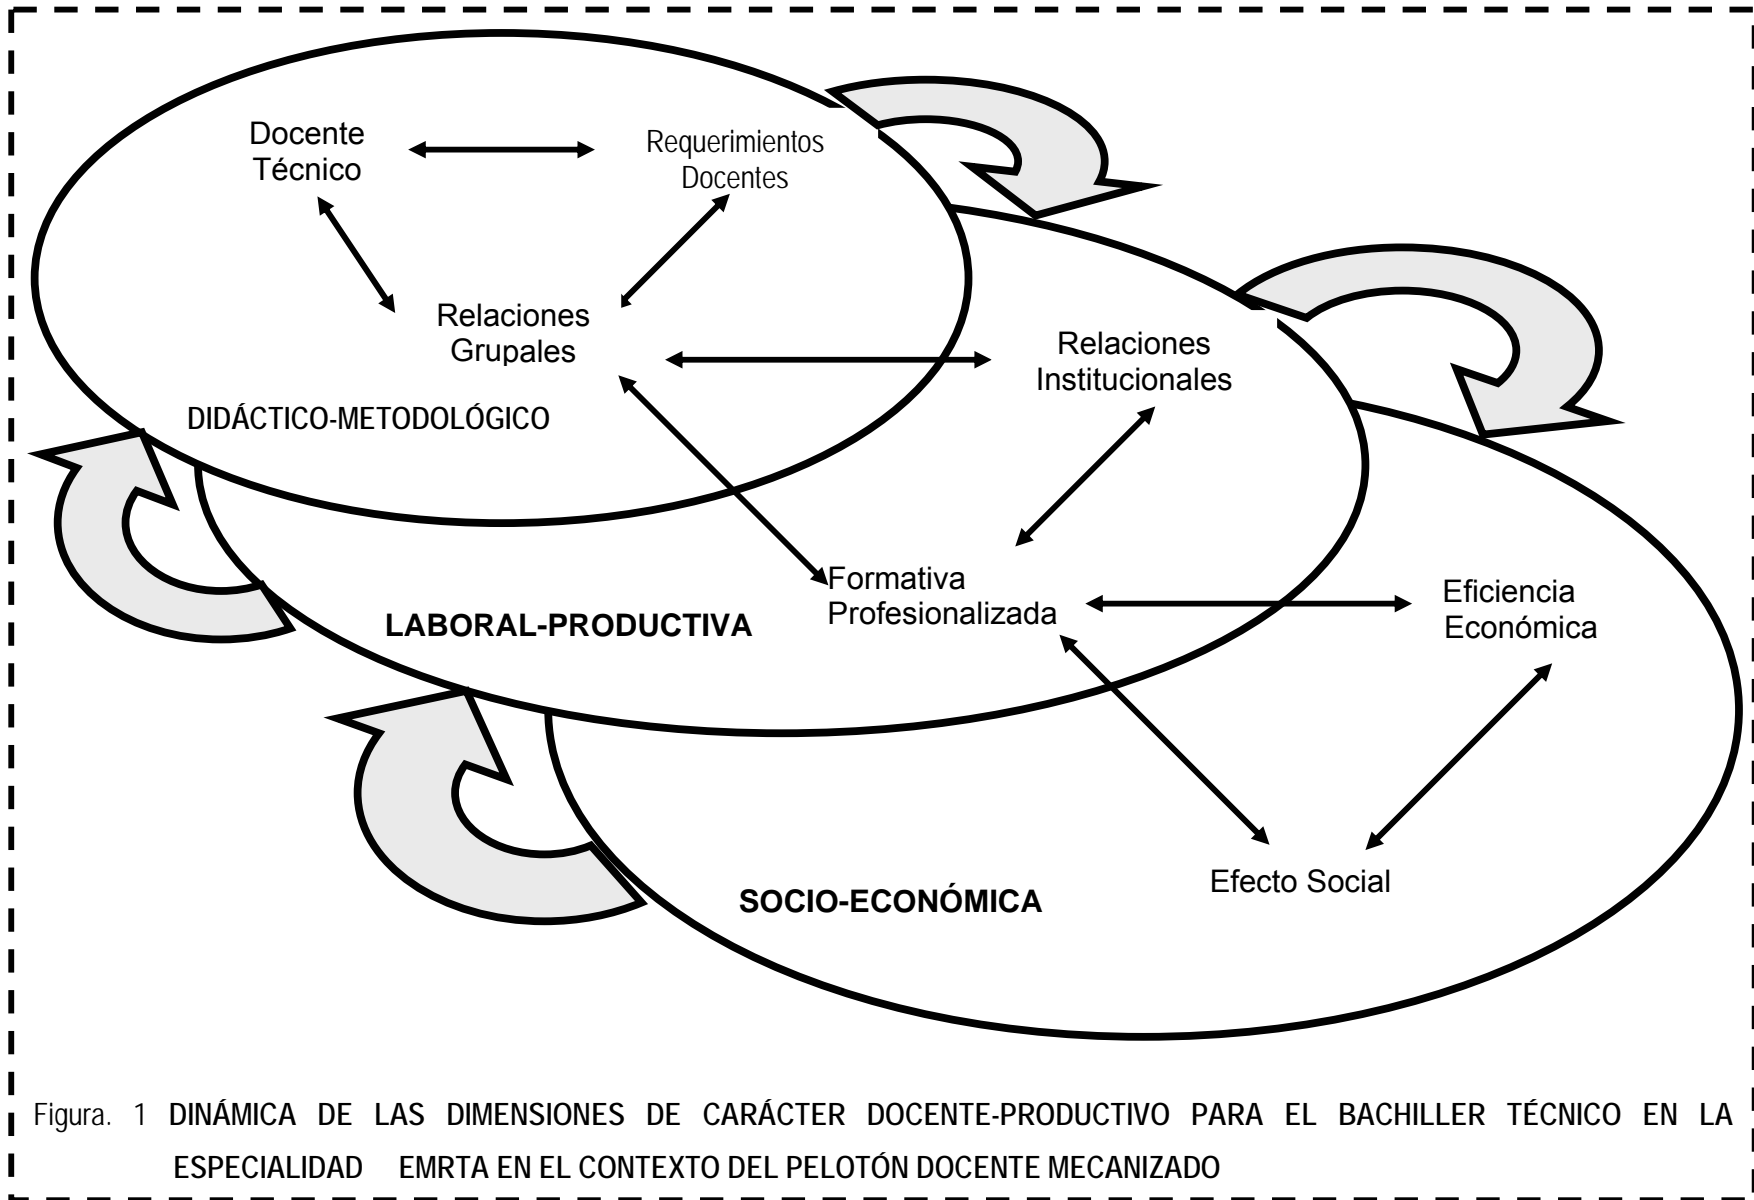 Docente
Técnico
Requerimientos
Docentes
Relaciones
Grupales
Relaciones
Institucionales
DIDÁCTICO-METODOLÓGICO
Formativa
Profesionalizada
Eficiencia
Económica
LABORAL-PRODUCTIVA
Efecto Social
SOCIO-ECONÓMICA
Figura. 1 DINÁMICA DE LAS DIMENSIONES DE CARÁCTER DOCENTE-PRODUCTIVO PARA EL BACHILLER TÉCNICO EN LA
ESPECIALIDAD EMRTA EN EL CONTEXTO DEL PELOTÓN DOCENTE MECANIZADO